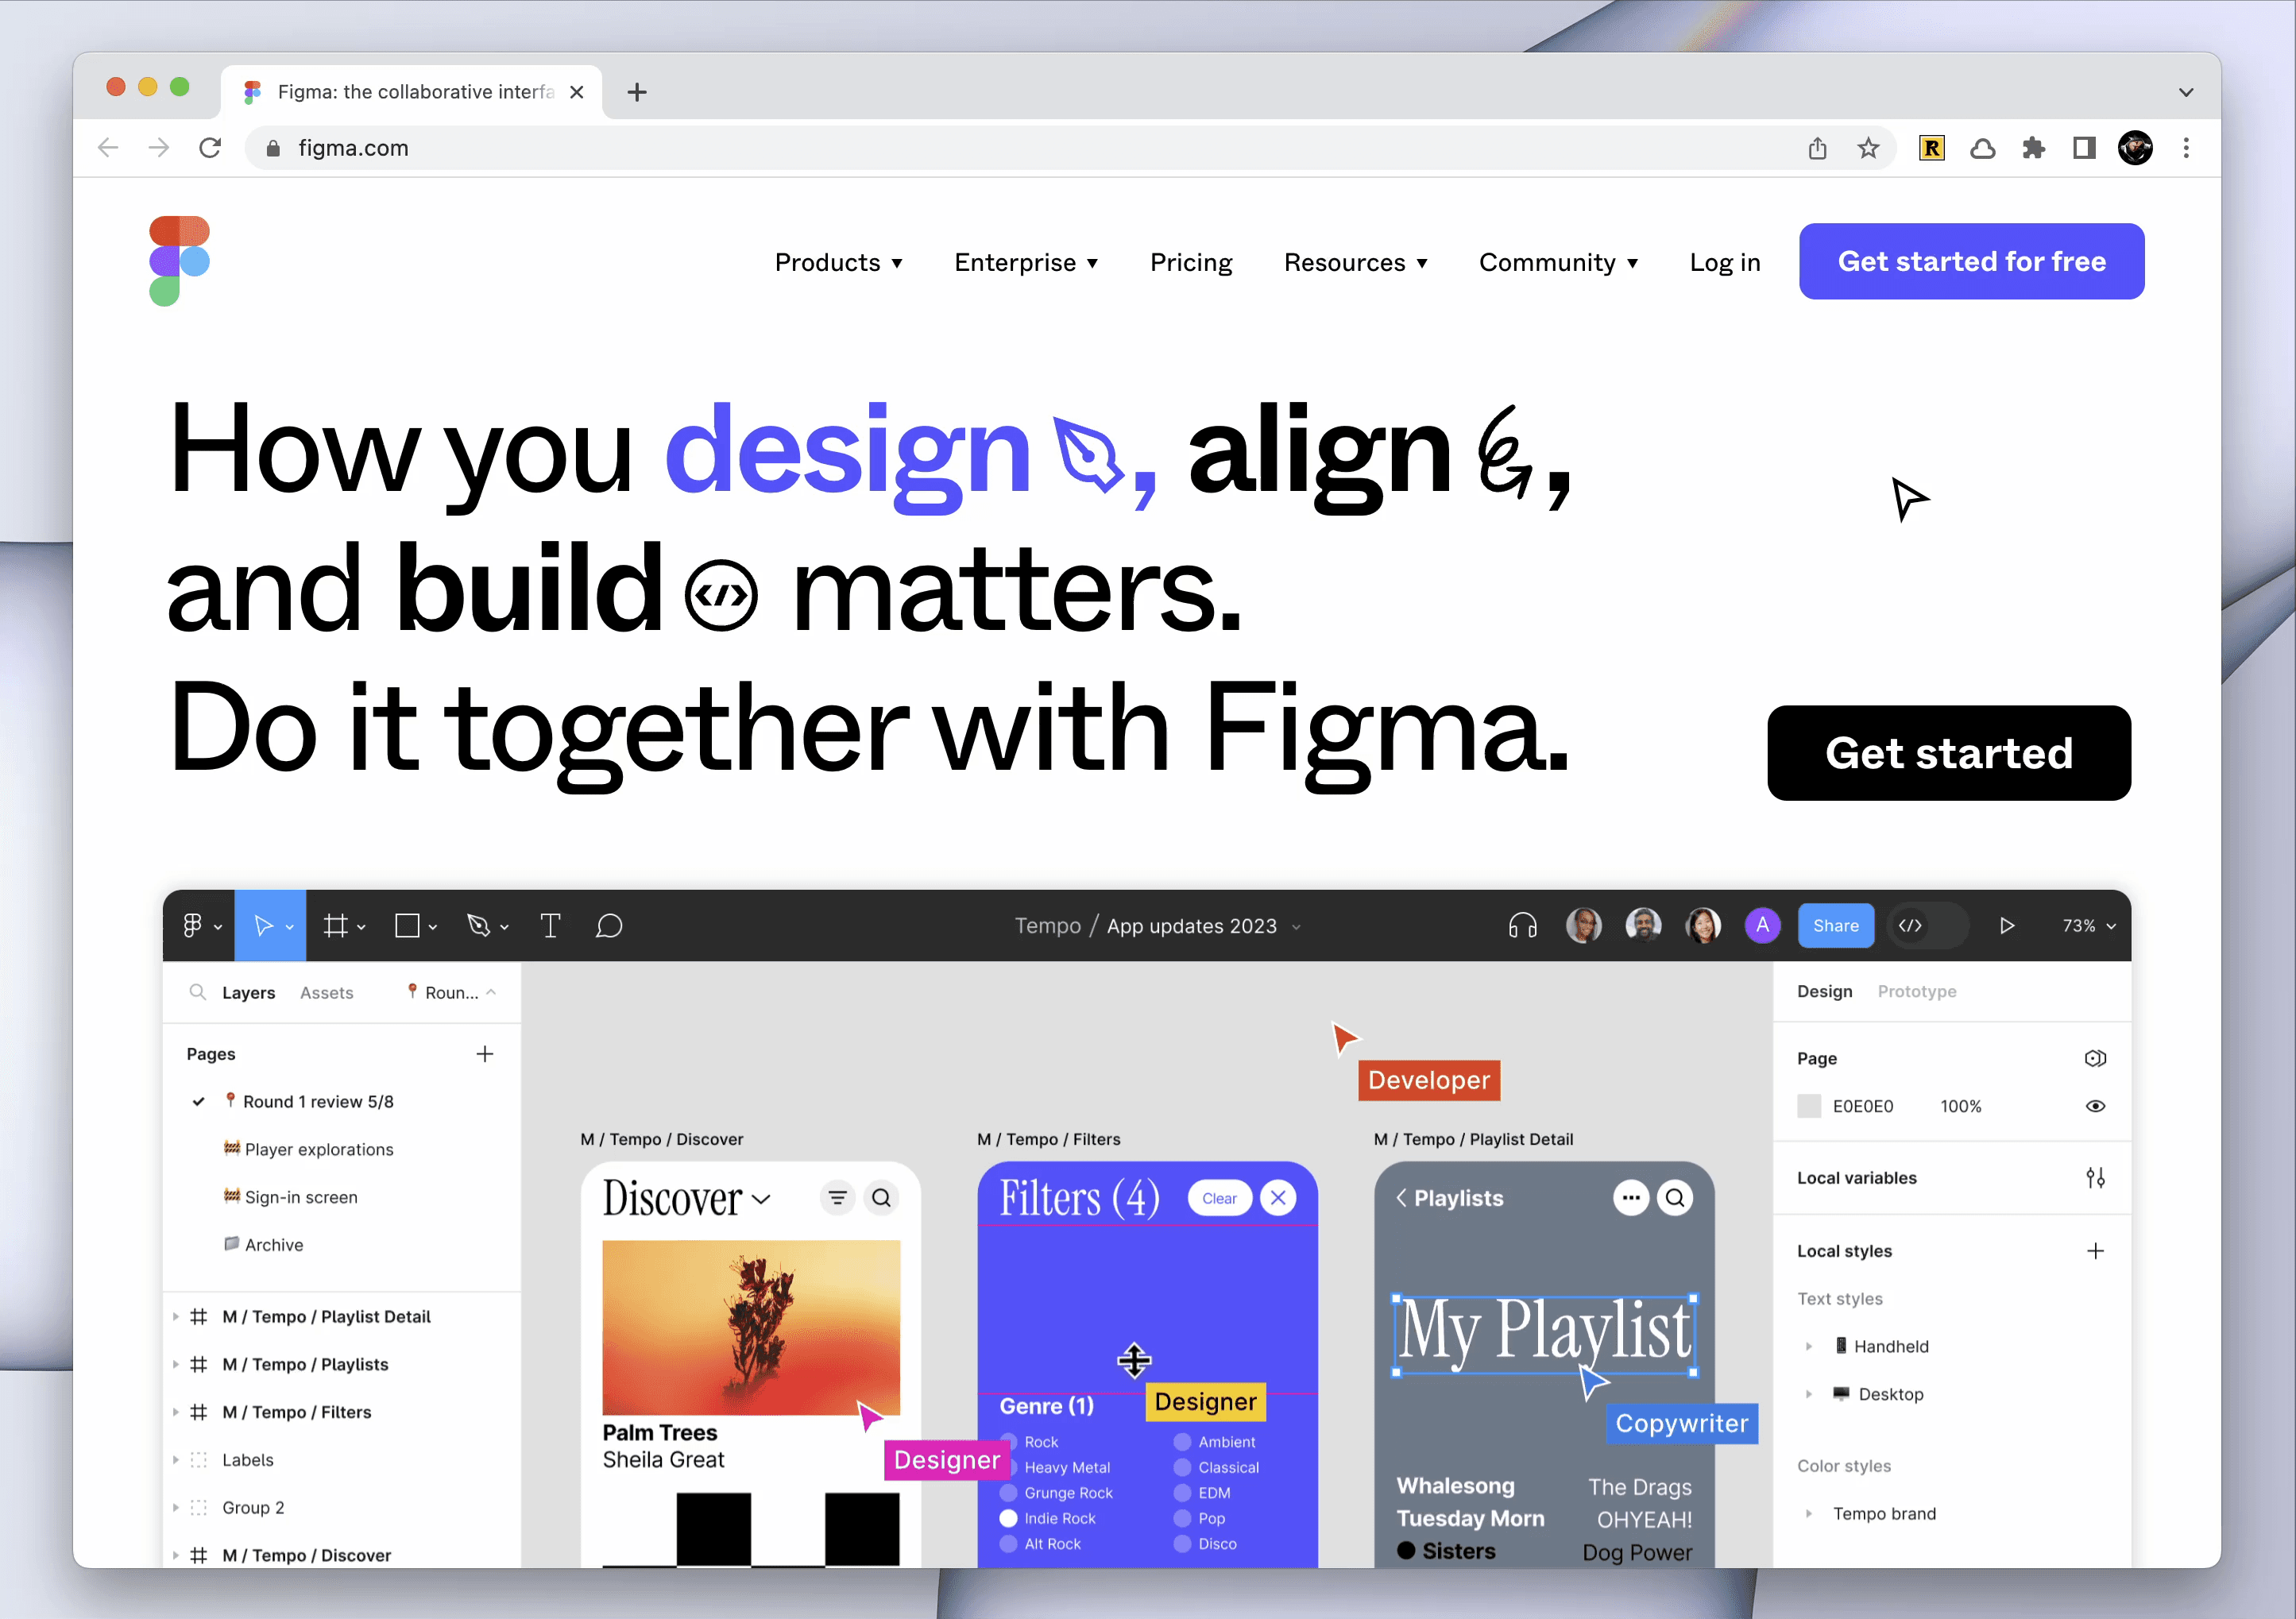 Figma: the collaborative interfa
figma.com
R
Products Enterprise Pricing Resources Community Log in Get started for free
How you design, align,
and build </> matters.
Do it together with Figma.
Get started
Tempo / App updates 2023
A Share </> 73%
T
Layers Assets Roun...
Pages
Round 1 review 5/8
Player explorations
Sign-in screen
Archive
M / Tempo / Playlist Detail
M / Tempo / Playlists
M / Tempo / Filters
Labels
Group 2
M / Tempo / Discover
M / Tempo / Discover
Discover
Palm Trees
Sheila Great
Designer
M / Tempo / Filters
Filters (4) Clear
Designer
Genre (1)
Rock Ambient
Heavy Metal Classical
Grunge Rock EDM
Indie Rock Pop
Alt Rock Disco
Developer
M / Tempo / Playlist Detail
Playlists
My Playlist
Copywriter
Whalesong The Drags
Tuesday Morn OHYEAH!
Sisters Dog Power
Design Prototype
Page
E0E0E0 100%
Local variables
Local styles
Text styles
Handheld
Desktop
Color styles
Tempo brand